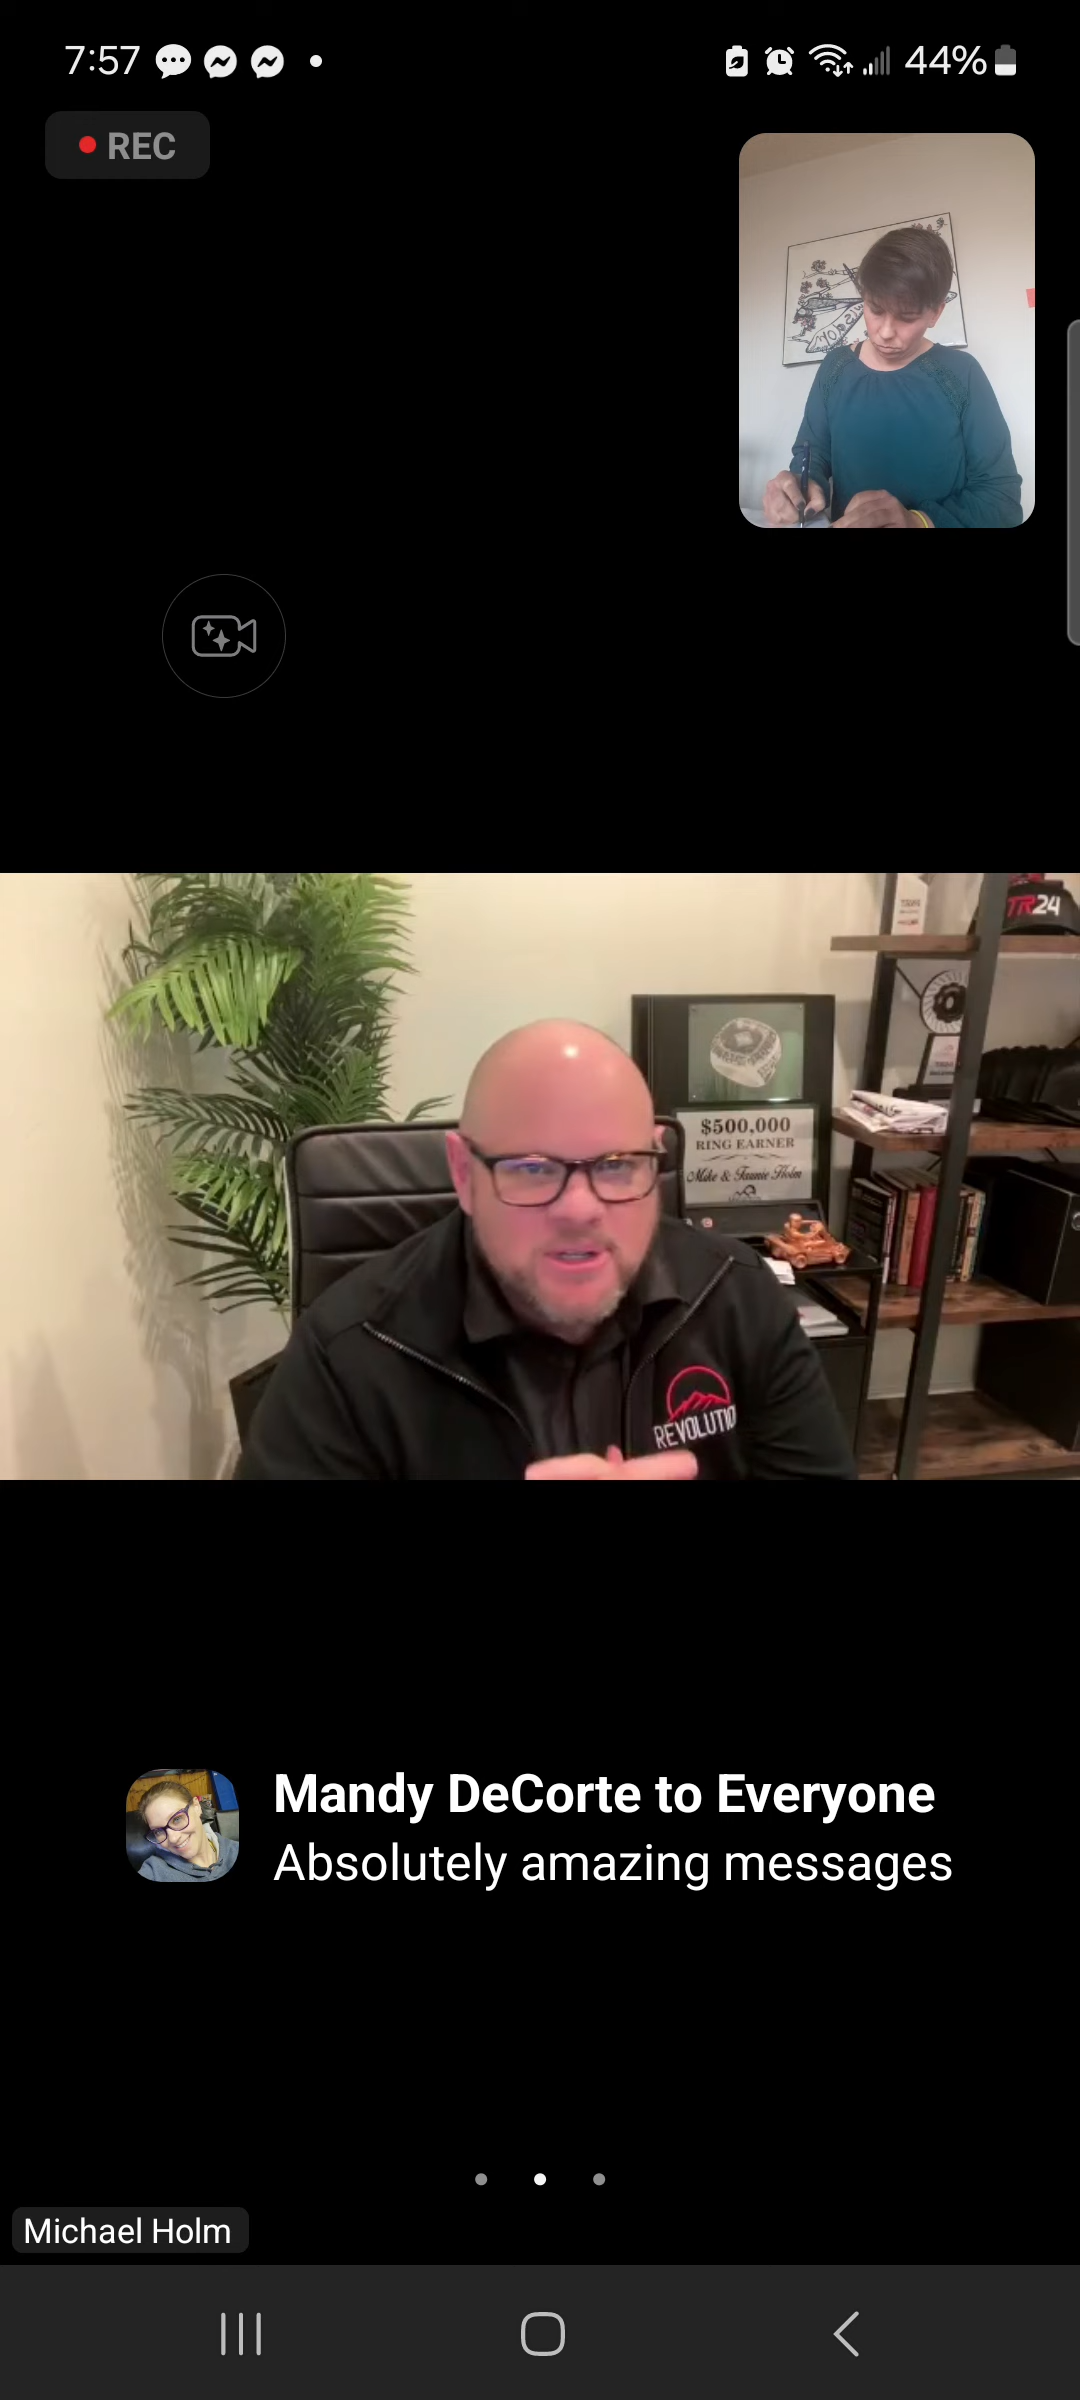 7:57
44%
REC
TR24
$500,000
RING EARNER
Mike & Taunie Holm
REVOLUTIO
Mandy DeCorte to Everyone
Absolutely amazing messages
Michael Holm